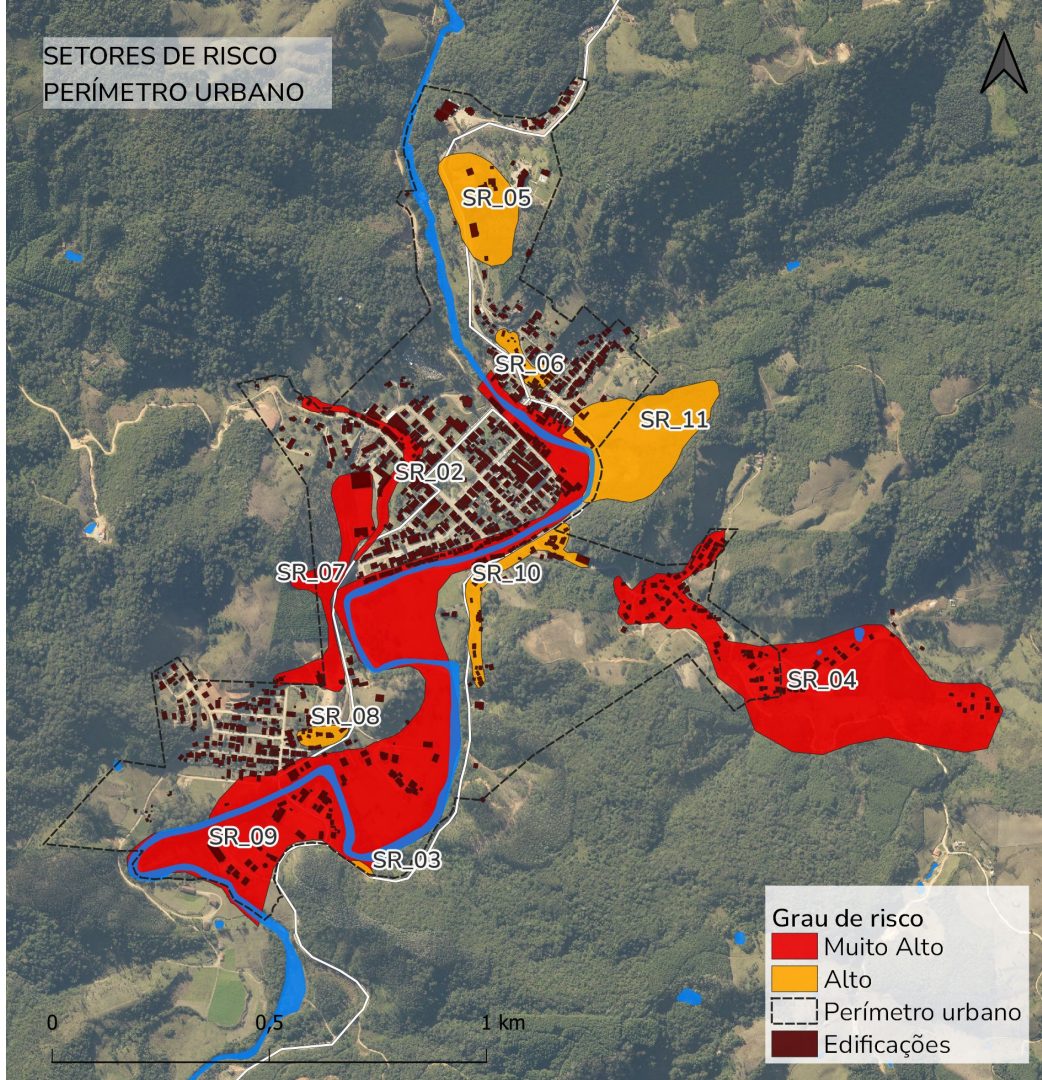 SETORES DE RISCO
PERÍMETRO URBANO
SR_05
SR_06
SR_11
SR_02
SR_07
SR_10
SR_04
SR_08
SR_09
SR_03
Grau de risco
Muito Alto
Alto
Perímetro urbano
Edificações
0 0,5 1 km